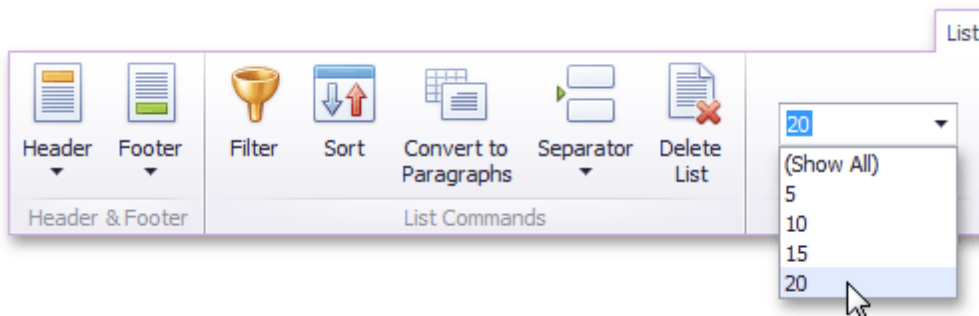 List
Header
Footer
Filter
Sort
Convert to
Paragraphs
Separator
Delete
List
Header & Footer
List Commands
20
(Show All)
5
10
15
20